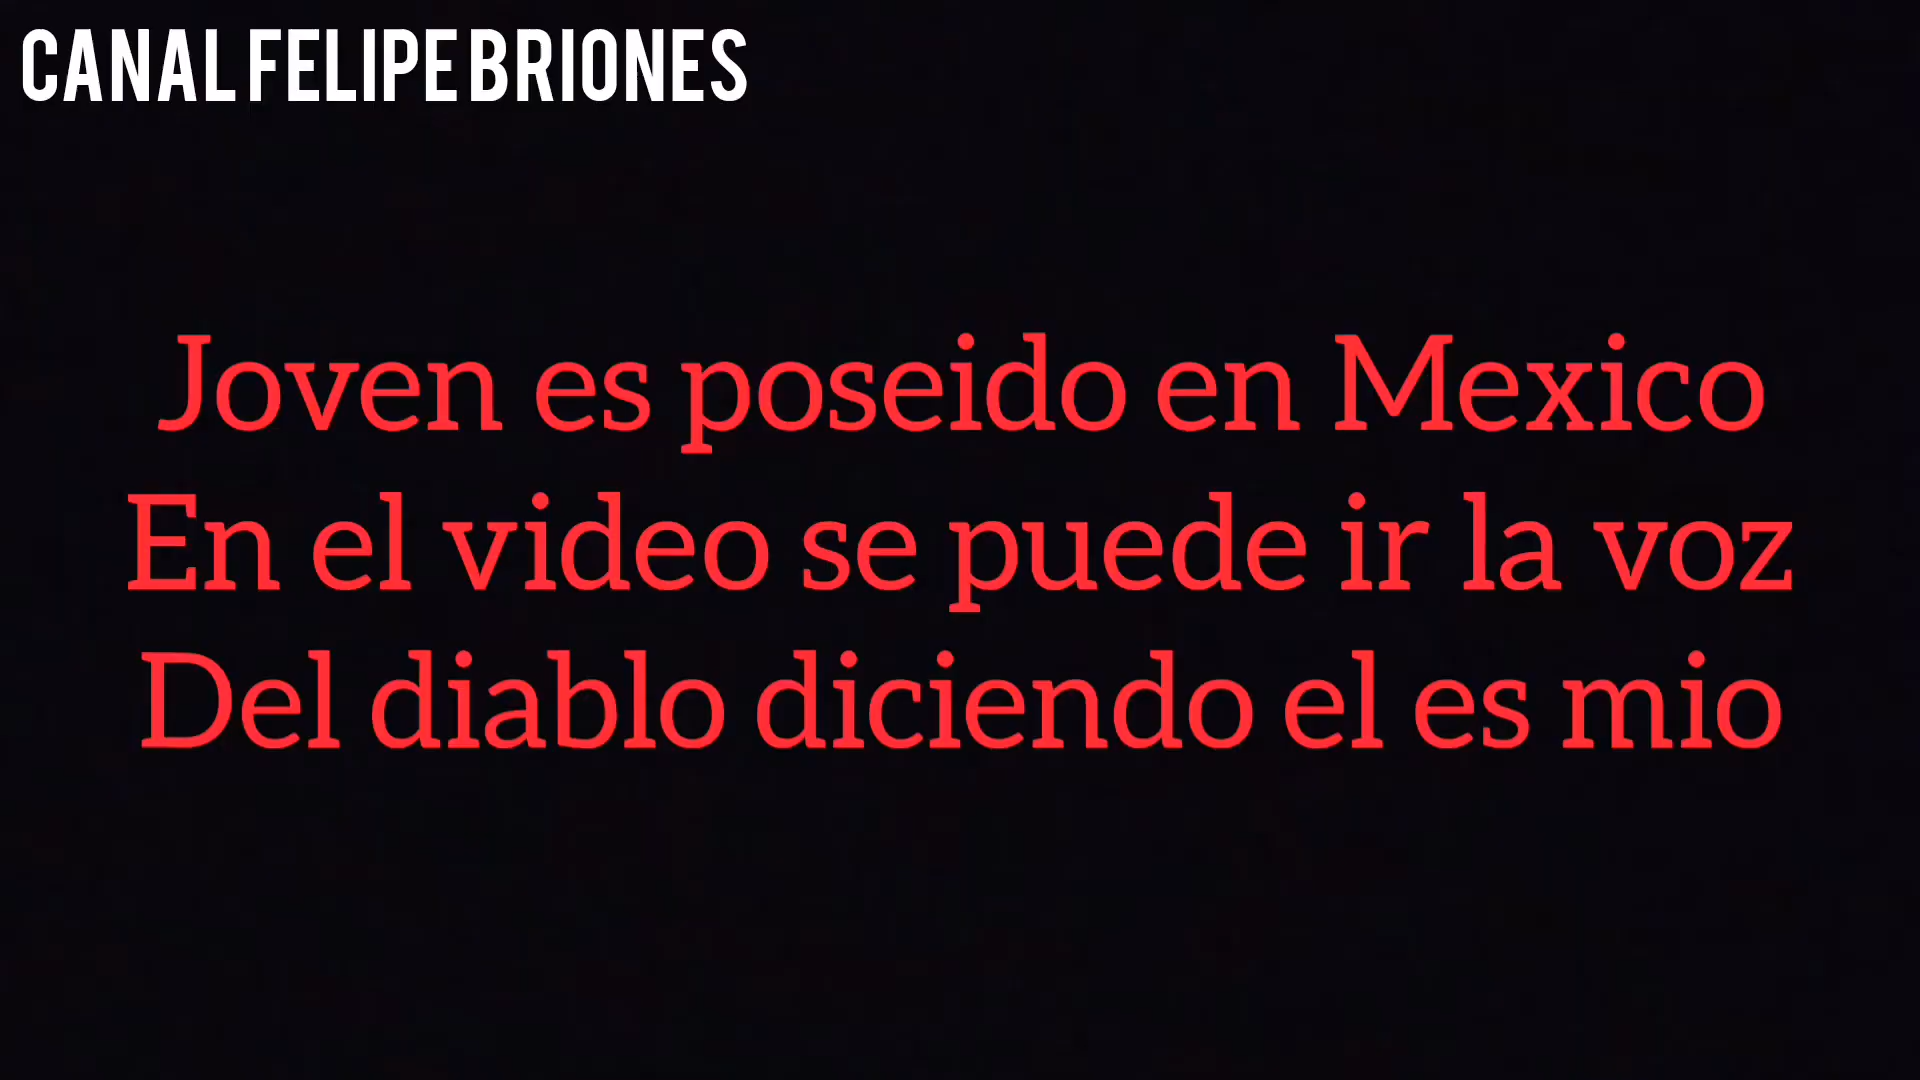 CANAL FELIPE BRIONES
Joven es poseido en Mexico
En el video se puede ir la voz
Del diablo diciendo el es mio